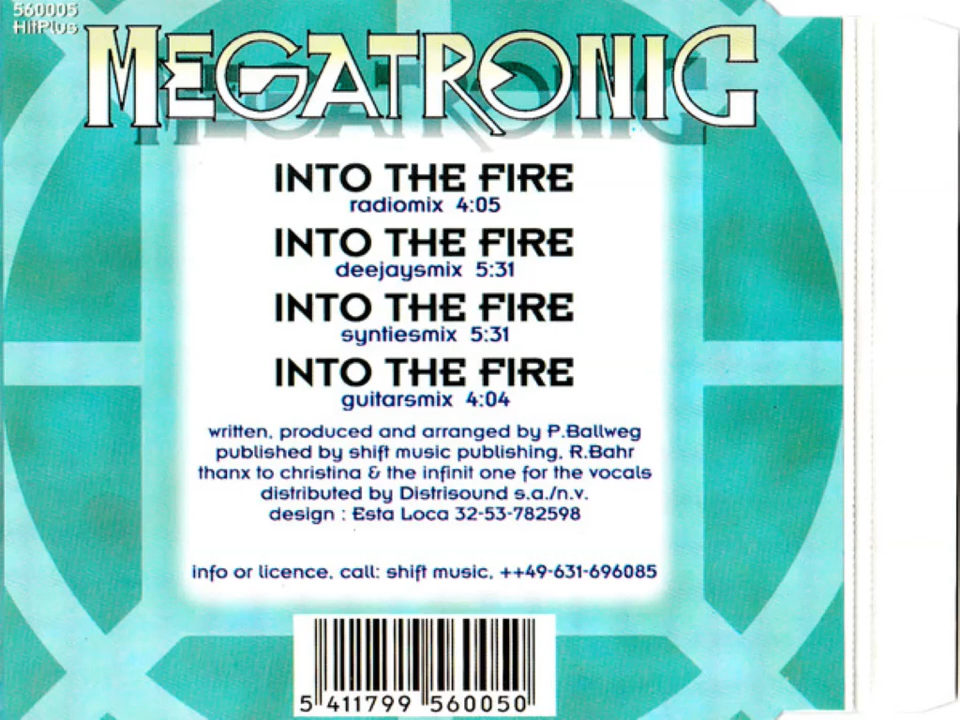 560005
HitPlus
MEGATRONIC
INTO THE FIRE
radiomix 4:05
INTO THE FIRE
deejaysmix 5:31
INTO THE FIRE
syntiesmix 5:31
INTO THE FIRE
guitarsmix 4:04
written, produced and arranged by P.Ballweg
published by shift music publishing, R.Bahr
thanx to christina & the infinit one for the vocals
distributed by Distrisound s.a./n.v.
design : Esta Loca 32-53-782598
info or licence, call: shift music, ++49-631-696085
5 411799 560050